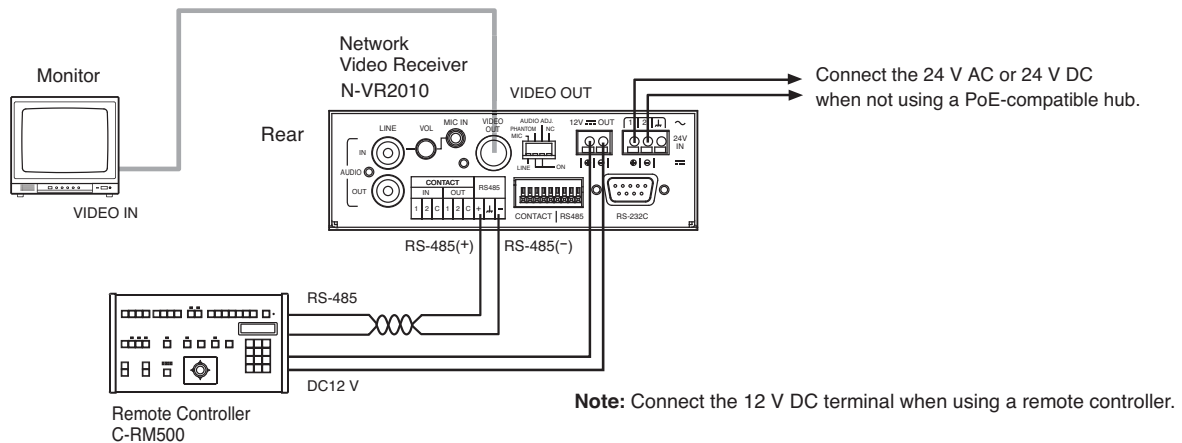 Network
Video Receiver
N-VR2010
Monitor
VIDEO OUT
Connect the 24 V AC or 24 V DC
when not using a PoE-compatible hub.
Rear
LINE
VOL
MIC IN
VIDEO
OUT
AUDIO ADJ.
PHANTOM
NC
MIC
LINE
ON
12V ⎓ OUT
1 2
~
24V
IN
⎓
⊕ ⊖
⊕ ⊖
IN
AUDIO
OUT
CONTACT
IN OUT
RS485
1 2 C 1 2 C + −
CONTACT | RS485
RS-232C
VIDEO IN
RS-485(+)
RS-485(−)
RS-485
DC12 V
Note: Connect the 12 V DC terminal when using a remote controller.
Remote Controller
C-RM500